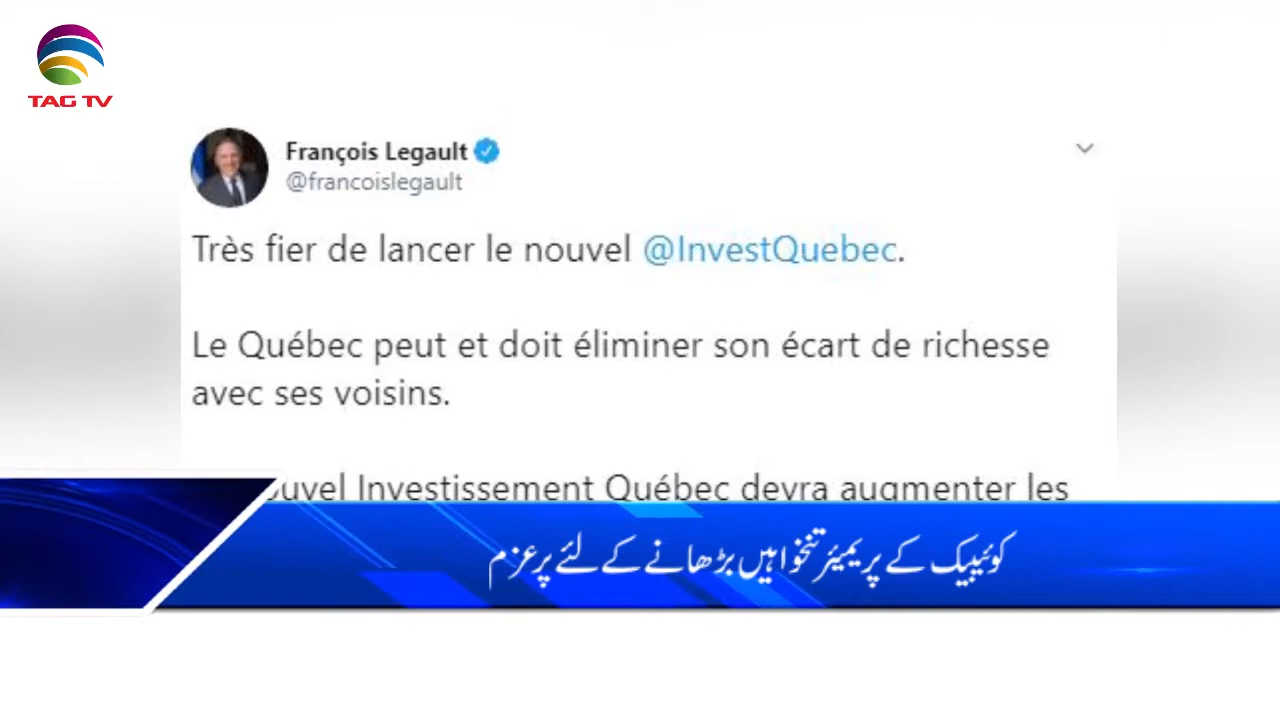 TAG TV
François Legault
@francoislegault
Très fier de lancer le nouvel @InvestQuebec.
Le Québec peut et doit éliminer son écart de richesse
avec ses voisins.
Investissement Québec devra augmenter les
کوئیبیک کے پریمیئر تنخواہیں بڑھانے کے لئے پرعزم